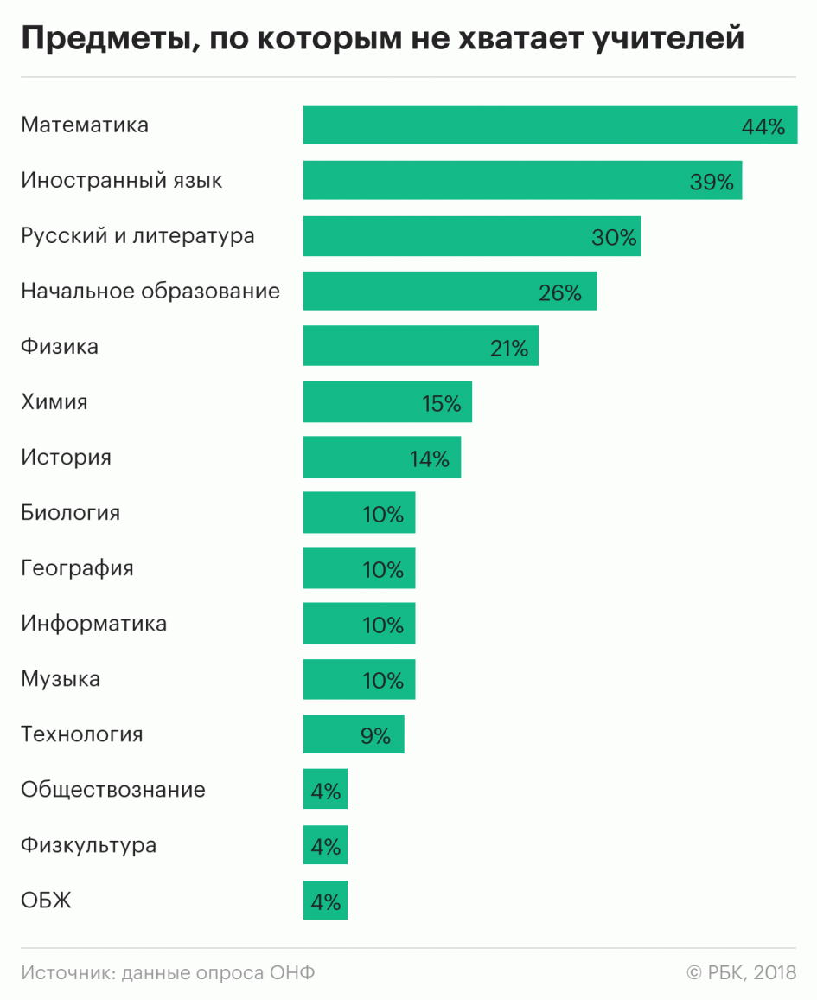 Предметы, по которым не хватает учителей
Математика 44%
Иностранный язык 39%
Русский и литература 30%
Начальное образование 26%
Физика 21%
Химия 15%
История 14%
Биология 10%
География 10%
Информатика 10%
Музыка 10%
Технология 9%
Обществознание 4%
Физкультура 4%
ОБЖ 4%
Источник: данные опроса ОНФ © РБК, 2018